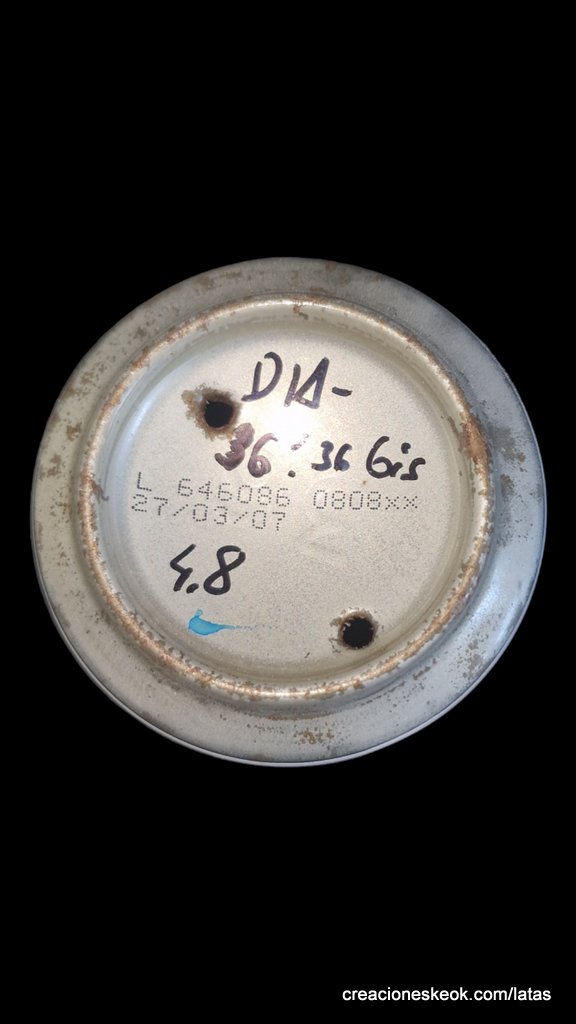 DIA-
36 : 36 Gis
L 646086 0808xx
27/03/07
4.8
creacioneskeok.com/latas